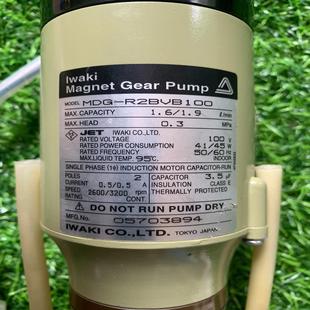 Iwaki
Magnet Gear Pump
MODEL MDG-R2BVB100
MAX. CAPACITY 1.6/1.9 ℓ/min
MAX. HEAD 0.3 MPa
JET IWAKI CO., LTD.
RATED VOLTAGE 100 V
RATED POWER 41/45 W
RATED FREQUENCY 50/60 Hz
MAX. LIQUID TEMP. 95℃ INDOOR
SINGLE PHASE (1ϕ) INDUCTION MOTOR CAPACITOR-RUN
POLES 2 CAPACITOR 3.5 μF
CURRENT 0.5/0.5 A INSULATION CLASS E
SPEED 2600/3200 rpm THERMALLY PROTECTED
DO NOT RUN PUMP DRY
MFG.No. 05703894
IWAKI CO., LTD. TOKYO JAPAN